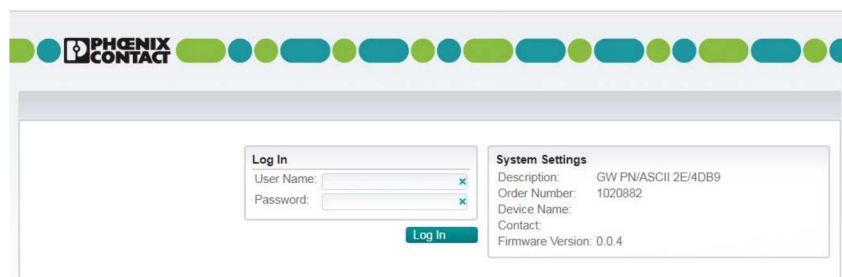 PHŒNIX
CONTACT
Log In
User Name:
Password:
Log In
System Settings
Description: GW PN/ASCII 2E/4DB9
Order Number: 1020882
Device Name:
Contact:
Firmware Version: 0.0.4